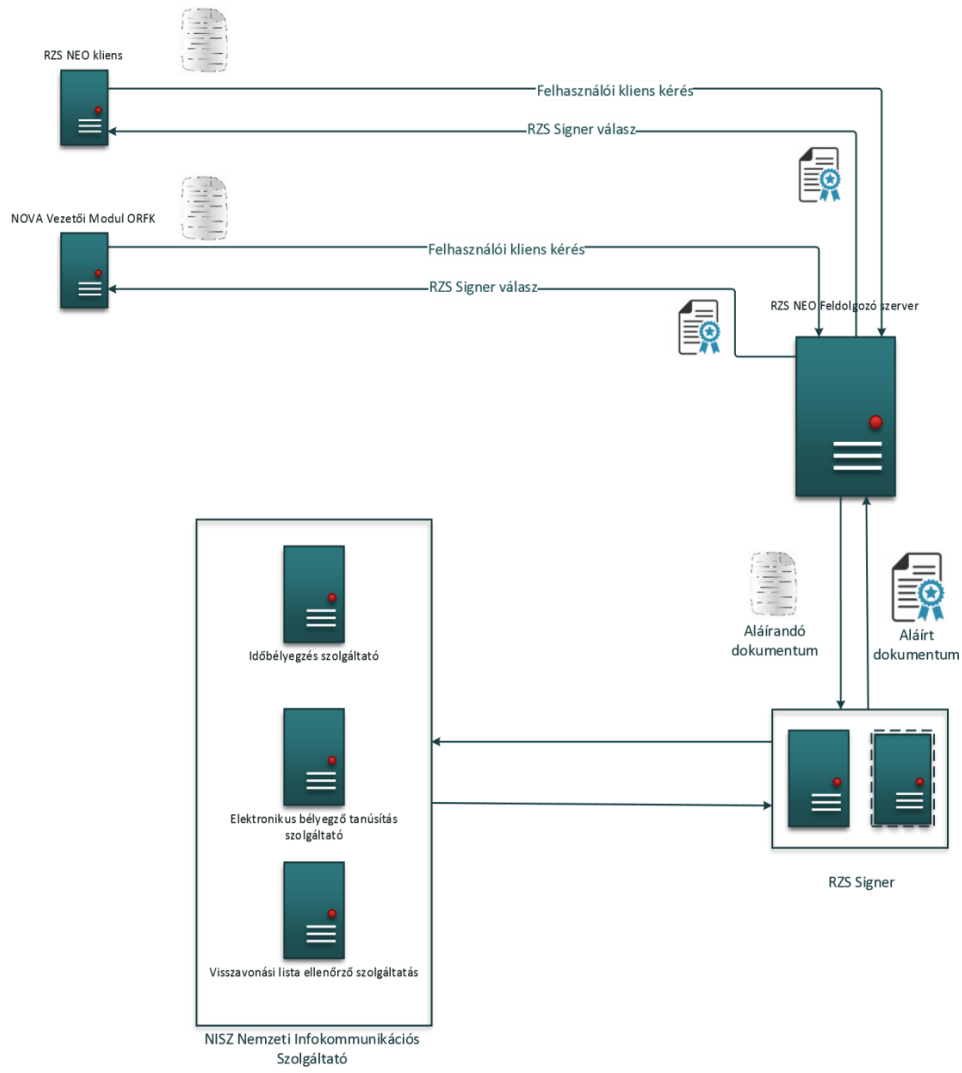 RZS NEO kliens
Felhasználói kliens kérés
RZS Signer válasz
NOVA Vezetői Modul ORFK
Felhasználói kliens kérés
RZS Signer válasz
RZS NEO Feldolgozó szerver
Időbélyegzés szolgáltató
Aláírandó
dokumentum
Aláírt
dokumentum
Elektronikus bélyegző tanúsítás
szolgáltató
RZS Signer
Visszavonási lista ellenőrző szolgáltatás
NISZ Nemzeti Infokommunikációs
Szolgáltató